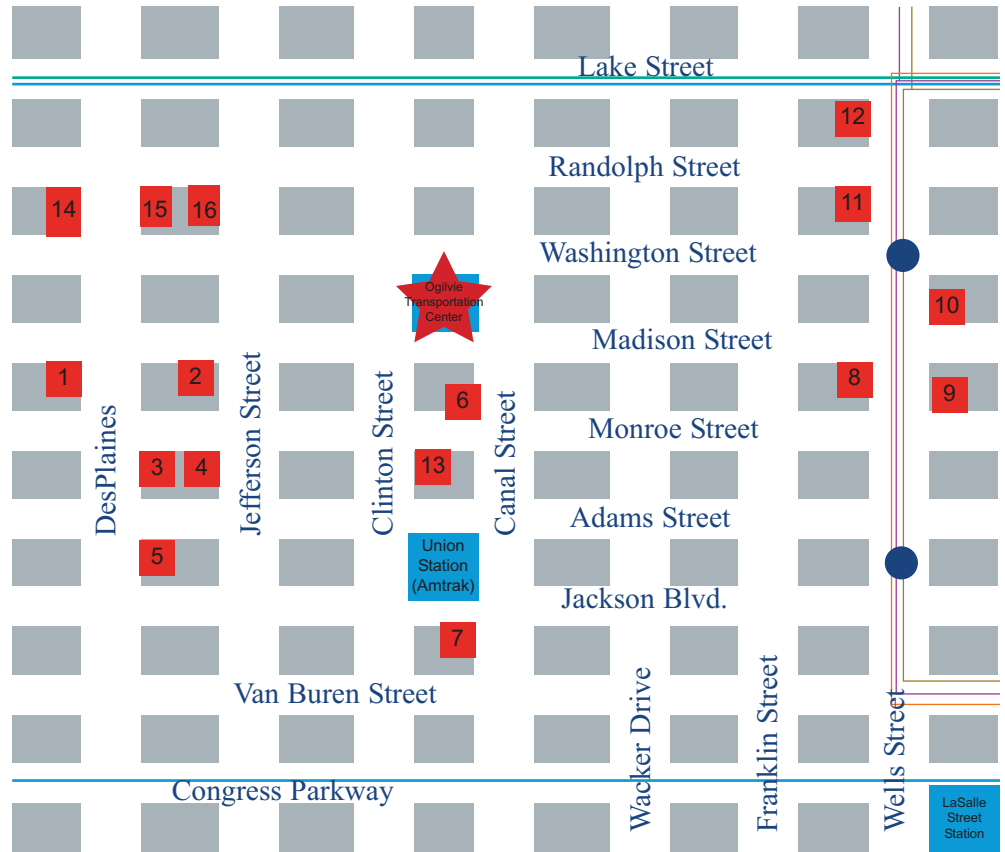 Lake Street
12
Randolph Street
14
15
16
11
Washington Street
Ogilvie
Transportation
Center
10
Madison Street
1
2
6
8
9
DesPlaines
Jefferson Street
Clinton Street
Canal Street
Monroe Street
3
4
13
Adams Street
5
Union
Station
(Amtrak)
Jackson Blvd.
7
Van Buren Street
Wacker Drive
Franklin Street
Wells Street
Congress Parkway
LaSalle
Street
Station